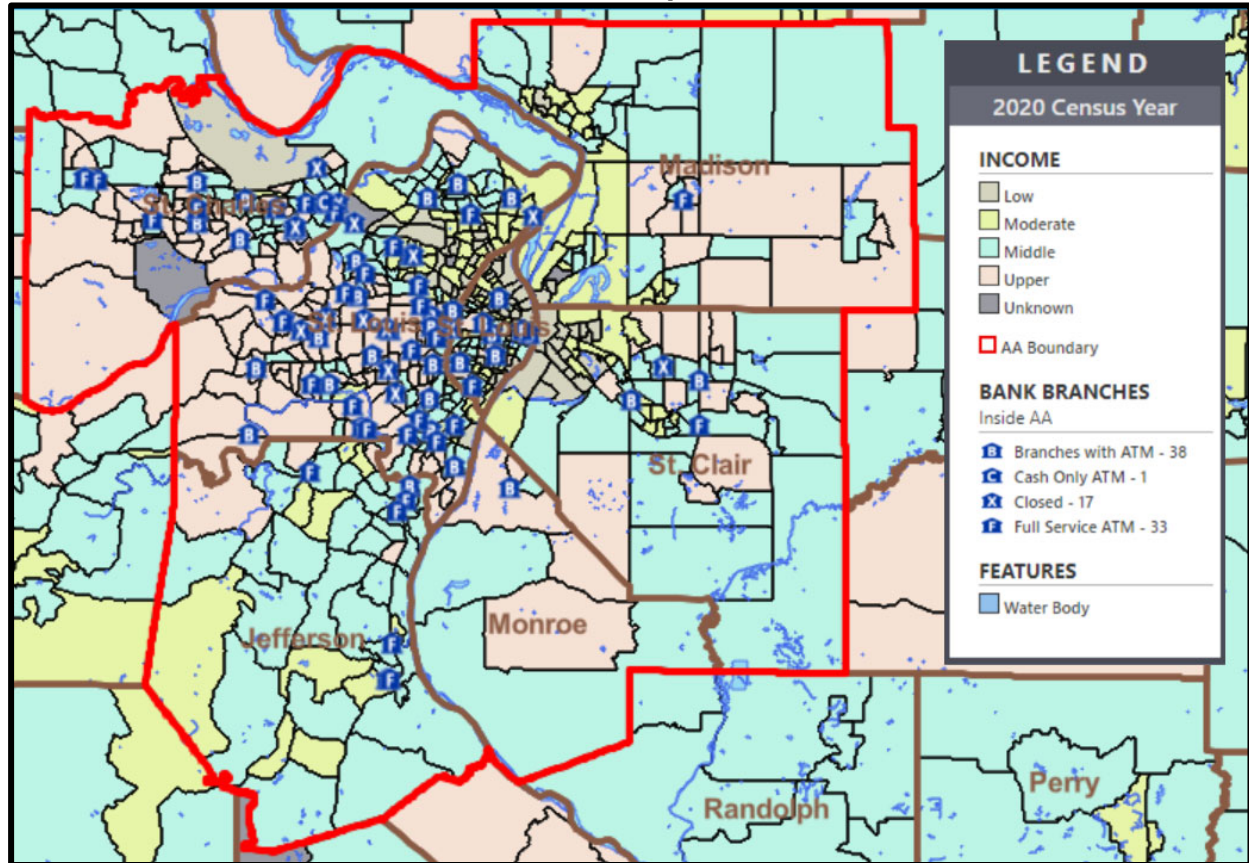 Madison
St. Charles
St. Louis
St. Louis
St. Clair
Monroe
Jefferson
Randolph
Perry
LEGEND
2020 Census Year
INCOME
Low
Moderate
Middle
Upper
Unknown
AA Boundary
BANK BRANCHES
Inside AA
B Branches with ATM - 38
C Cash Only ATM - 1
X Closed - 17
F Full Service ATM - 33
FEATURES
Water Body